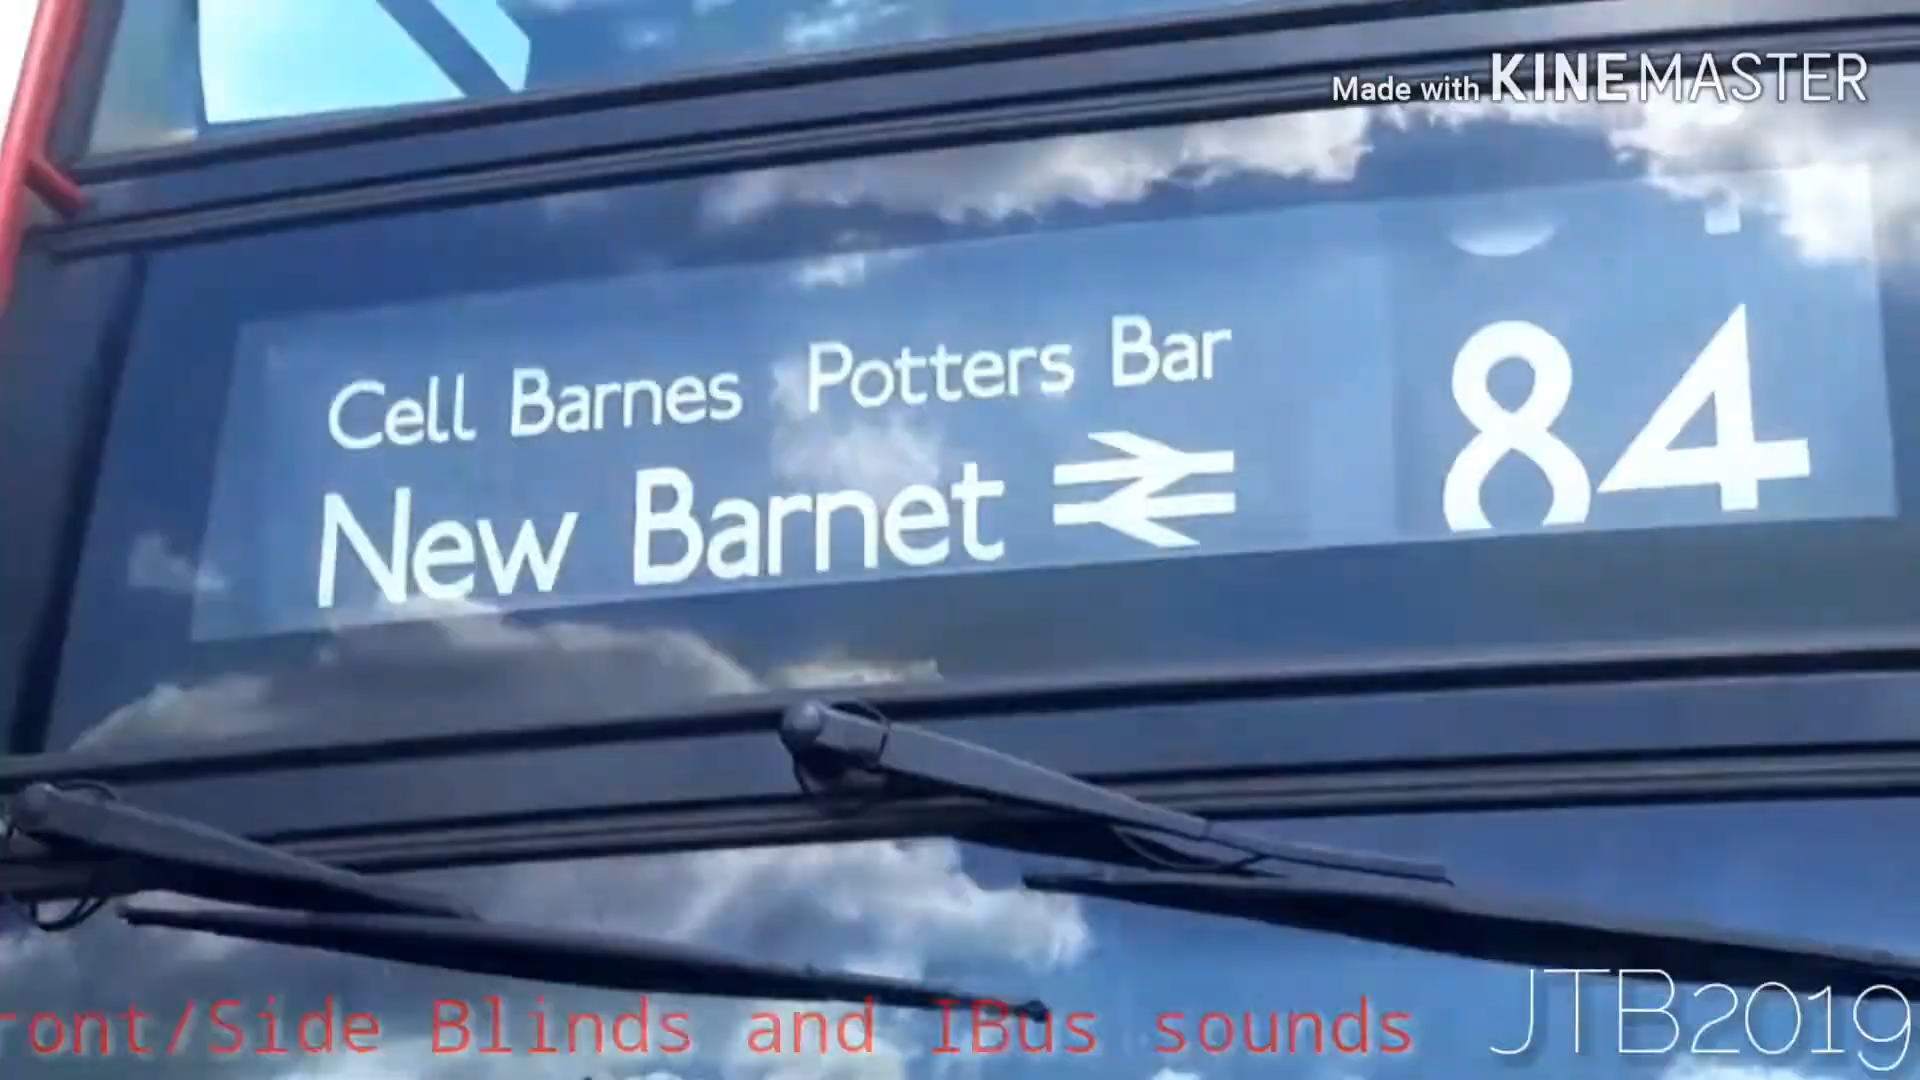 Made with KINEMASTER
Cell Barnes Potters Bar
New Barnet
84
ront/Side Blinds and IBus sounds
JTB2019